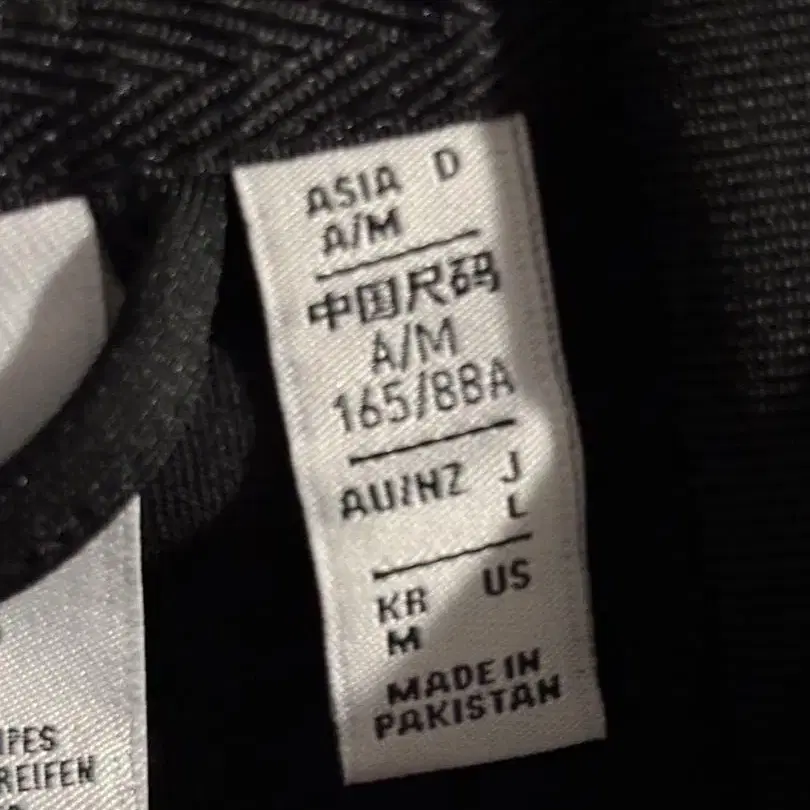 ASIA D
A/M
中国尺码
A/M
165/88A
AU/NZ J
L
KR US
M
MADE IN
PAKISTAN
IPES
REIFEN